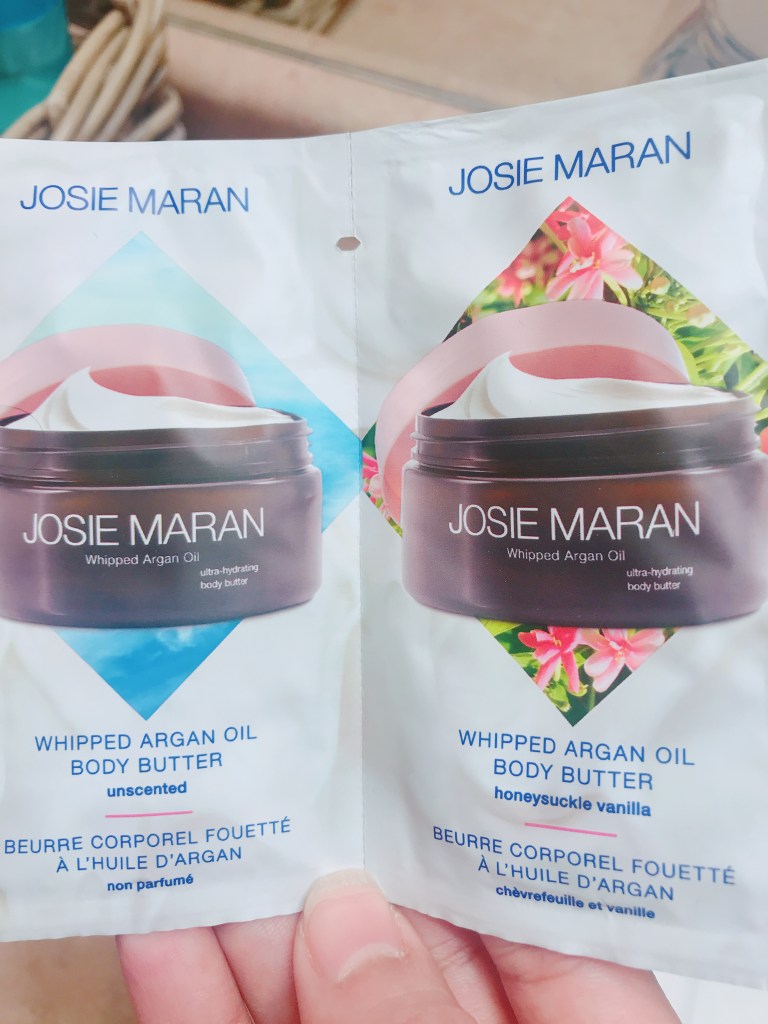 JOSIE MARAN
JOSIE MARAN
Whipped Argan Oil
ultra-hydrating
body butter
WHIPPED ARGAN OIL
BODY BUTTER
unscented
BEURRE CORPOREL FOUETTÉ
À L'HUILE D'ARGAN
non parfumé
JOSIE MARAN
JOSIE MARAN
Whipped Argan Oil
ultra-hydrating
body butter
WHIPPED ARGAN OIL
BODY BUTTER
honeysuckle vanilla
BEURRE CORPOREL FOUETTÉ
À L'HUILE D'ARGAN
chèvrefeuille et vanille